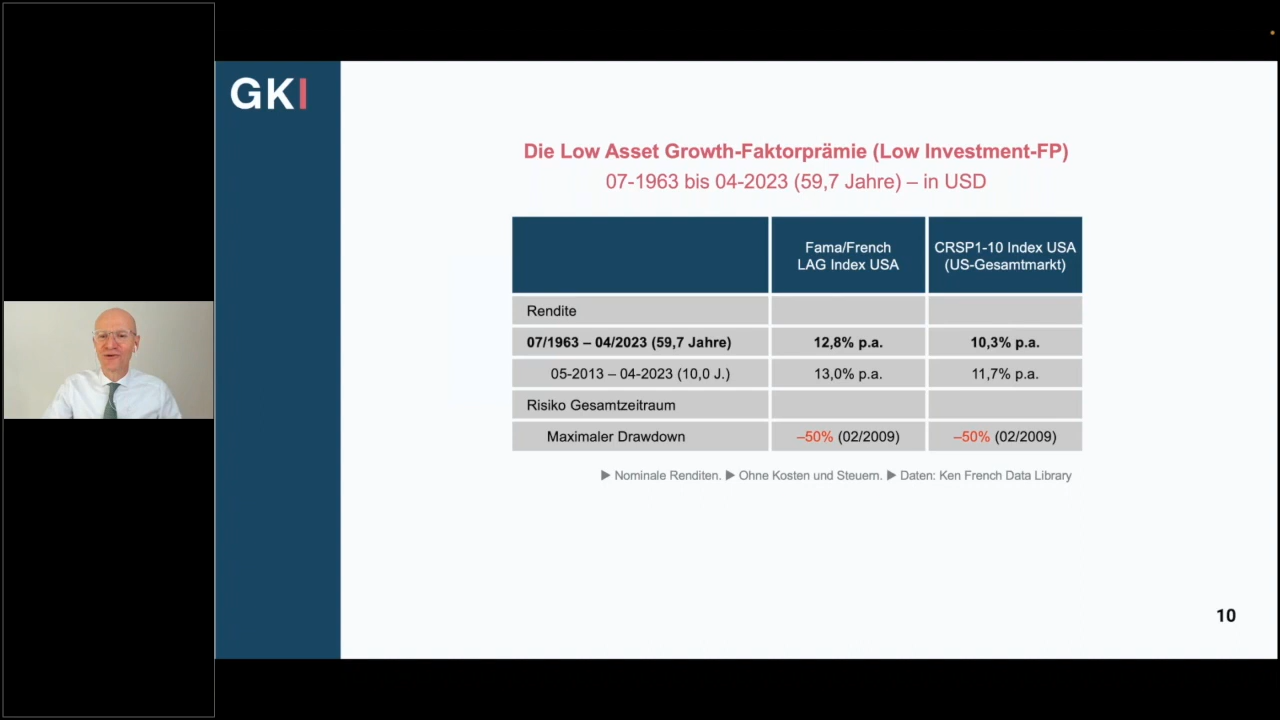 GKI
Die Low Asset Growth-Faktorprämie (Low Investment-FP)
07-1963 bis 04-2023 (59,7 Jahre) – in USD
Fama/French
LAG Index USA
CRSP1-10 Index USA
(US-Gesamtmarkt)
Rendite
07/1963 – 04/2023 (59,7 Jahre) 12,8% p.a. 10,3% p.a.
05-2013 – 04-2023 (10,0 J.) 13,0% p.a. 11,7% p.a.
Risiko Gesamtzeitraum
Maximaler Drawdown –50% (02/2009) –50% (02/2009)
▶ Nominale Renditen. ▶ Ohne Kosten und Steuern. ▶ Daten: Ken French Data Library
10